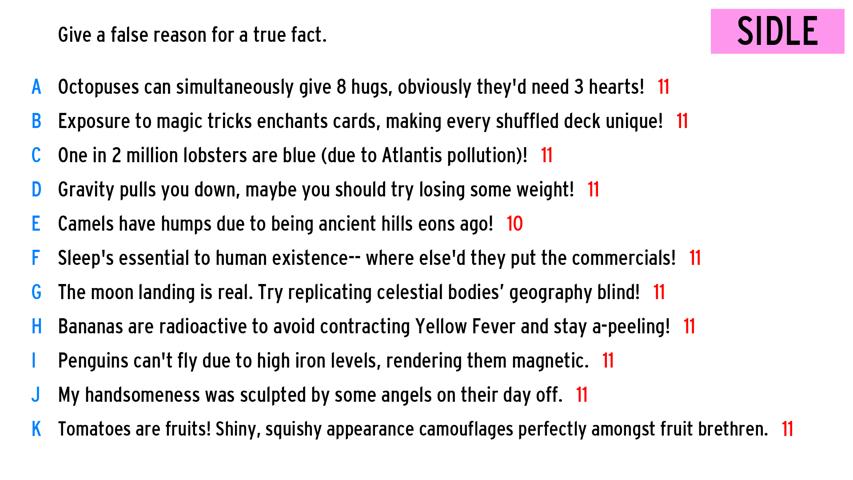 Give a false reason for a true fact.
SIDLE
A Octopuses can simultaneously give 8 hugs, obviously they'd need 3 hearts! 11
B Exposure to magic tricks enchants cards, making every shuffled deck unique! 11
C One in 2 million lobsters are blue (due to Atlantis pollution)! 11
D Gravity pulls you down, maybe you should try losing some weight! 11
E Camels have humps due to being ancient hills eons ago! 10
F Sleep's essential to human existence-- where else'd they put the commercials! 11
G The moon landing is real. Try replicating celestial bodies’ geography blind! 11
H Bananas are radioactive to avoid contracting Yellow Fever and stay a-peeling! 11
I Penguins can't fly due to high iron levels, rendering them magnetic. 11
J My handsomeness was sculpted by some angels on their day off. 11
K Tomatoes are fruits! Shiny, squishy appearance camouflages perfectly amongst fruit brethren. 11